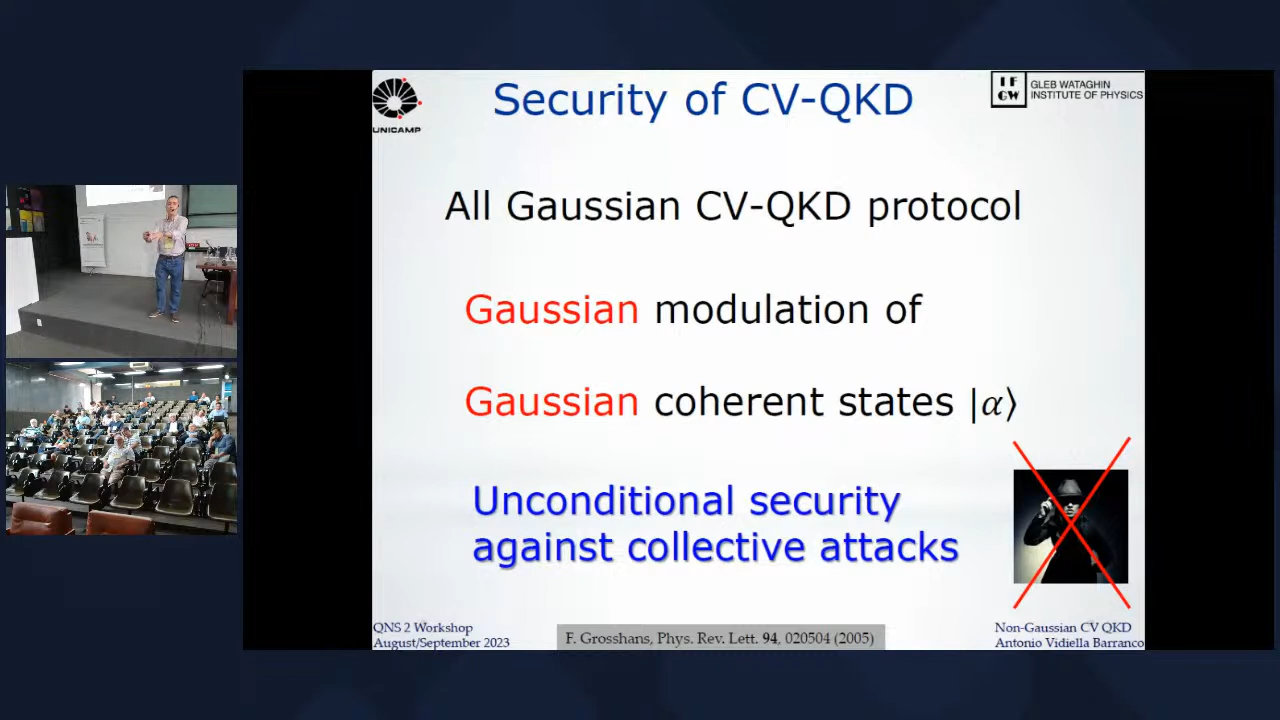 UNICAMP
Security of CV-QKD
IF
GW
GLEB WATAGHIN
INSTITUTE OF PHYSICS
All Gaussian CV-QKD protocol
Gaussian modulation of
Gaussian coherent states |α⟩
Unconditional security
against collective attacks
QNS 2 Workshop
August/September 2023
F. Grosshans, Phys. Rev. Lett. 94, 020504 (2005)
Non-Gaussian CV QKD
Antonio Vidiella Barranco